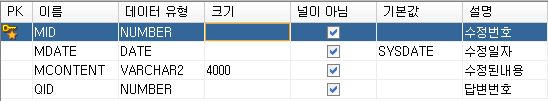 PK 이름 데이터 유형 크기 널이 아님 기본값 설명
MID NUMBER 수정번호
MDATE DATE SYSDATE 수정일자
MCONTENT VARCHAR2 4000 수정된내용
QID NUMBER 답변번호